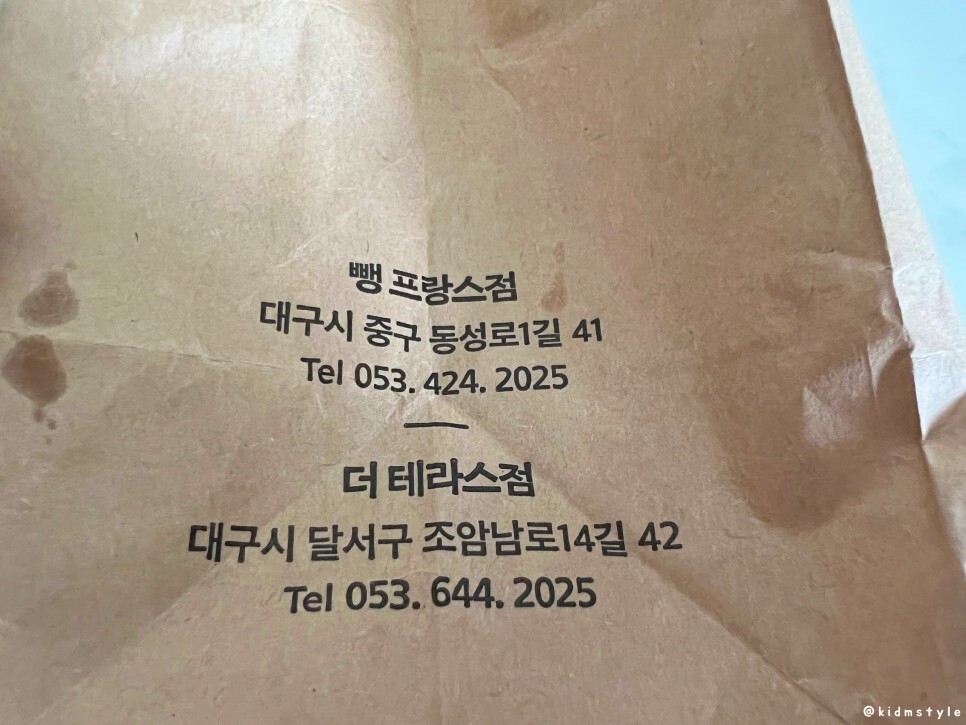 뺑 프랑스점
대구시 중구 동성로1길 41
Tel 053. 424. 2025
더 테라스점
대구시 달서구 조암남로14길 42
Tel 053. 644. 2025
@kidmstyle